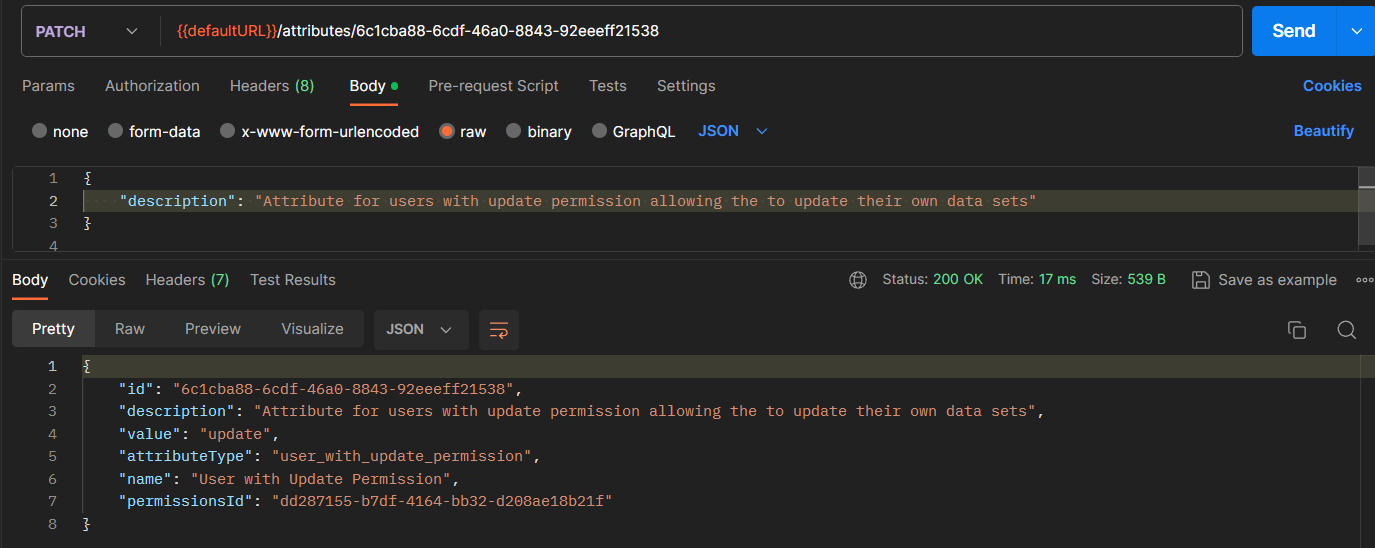 PATCH {{defaultURL}}/attributes/6c1cba88-6cdf-46a0-8843-92eeeff21538 Send
Params Authorization Headers (8) Body Pre-request Script Tests Settings Cookies
none form-data x-www-form-urlencoded raw binary GraphQL JSON Beautify
1 {
2 "description": "Attribute for users with update permission allowing the to update their own data sets"
3 }
4
Body Cookies Headers (7) Test Results Status: 200 OK Time: 17 ms Size: 539 B Save as example
Pretty Raw Preview Visualize JSON
1 {
2 "id": "6c1cba88-6cdf-46a0-8843-92eeeff21538",
3 "description": "Attribute for users with update permission allowing the to update their own data sets",
4 "value": "update",
5 "attributeType": "user_with_update_permission",
6 "name": "User with Update Permission",
7 "permissionsId": "dd287155-b7df-4164-bb32-d208ae18b21f"
8 }